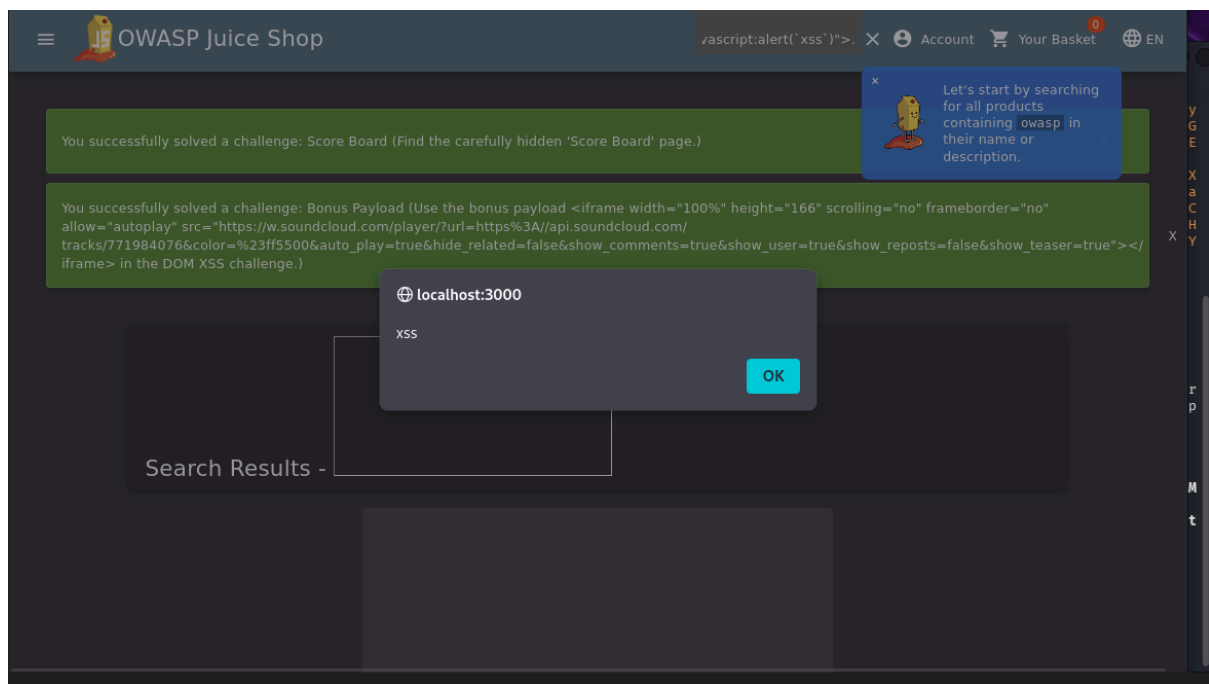 OWASP Juice Shop
vascript:alert(`xss`)">.
Account
0
Your Basket
EN
×
Let's start by searching
for all products
containing owasp in
their name or
description.
You successfully solved a challenge: Score Board (Find the carefully hidden 'Score Board' page.)
You successfully solved a challenge: Bonus Payload (Use the bonus payload <iframe width="100%" height="166" scrolling="no" frameborder="no"
allow="autoplay" src="https://w.soundcloud.com/player/?url=https%3A//api.soundcloud.com/
tracks/771984076&color=%23ff5500&auto_play=true&hide_related=false&show_comments=true&show_user=true&show_reposts=false&show_teaser=true"></
iframe> in the DOM XSS challenge.)
X
localhost:3000
xss
OK
Search Results -
y
G
E
X
a
C
H
Y
r
p
M
t